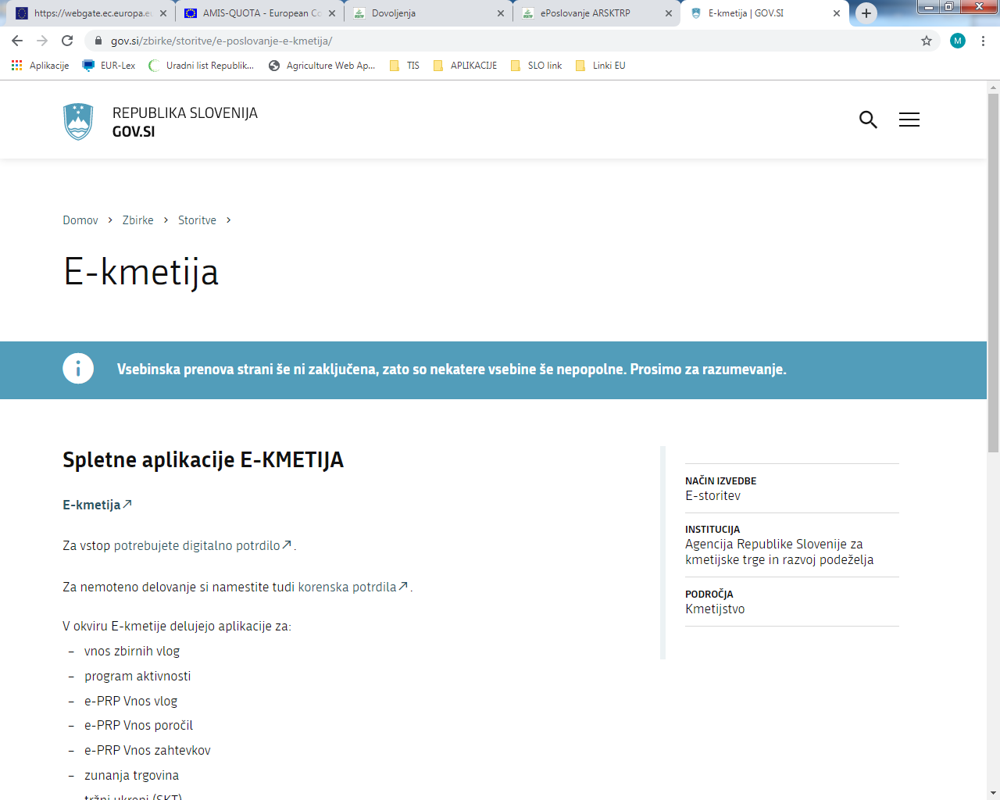 https://webgate.ec.europa.eu
AMIS-QUOTA - European Co
Dovoljenja
ePoslovanje ARSKTRP
E-kmetija | GOV.SI
gov.si/zbirke/storitve/e-poslovanje-e-kmetija/
M
Aplikacije
EUR-Lex
Uradni list Republik...
Agriculture Web Ap...
TIS
APLIKACIJE
SLO link
Linki EU
REPUBLIKA SLOVENIJA
GOV.SI
Domov
Zbirke
Storitve
E-kmetija
Vsebinska prenova strani še ni zaključena, zato so nekatere vsebine še nepopolne. Prosimo za razumevanje.
Spletne aplikacije E-KMETIJA
E-kmetija
Za vstop potrebujete digitalno potrdilo.
Za nemoteno delovanje si namestite tudi korenska potrdila.
V okviru E-kmetije delujejo aplikacije za:
– vnos zbirnih vlog
– program aktivnosti
– e-PRP Vnos vlog
– e-PRP Vnos poročil
– e-PRP Vnos zahtevkov
– zunanja trgovina
tržni ukrepi (SKT)
NAČIN IZVEDBE
E-storitev
INSTITUCIJA
Agencija Republike Slovenije za
kmetijske trge in razvoj podeželja
PODROČJA
Kmetijstvo